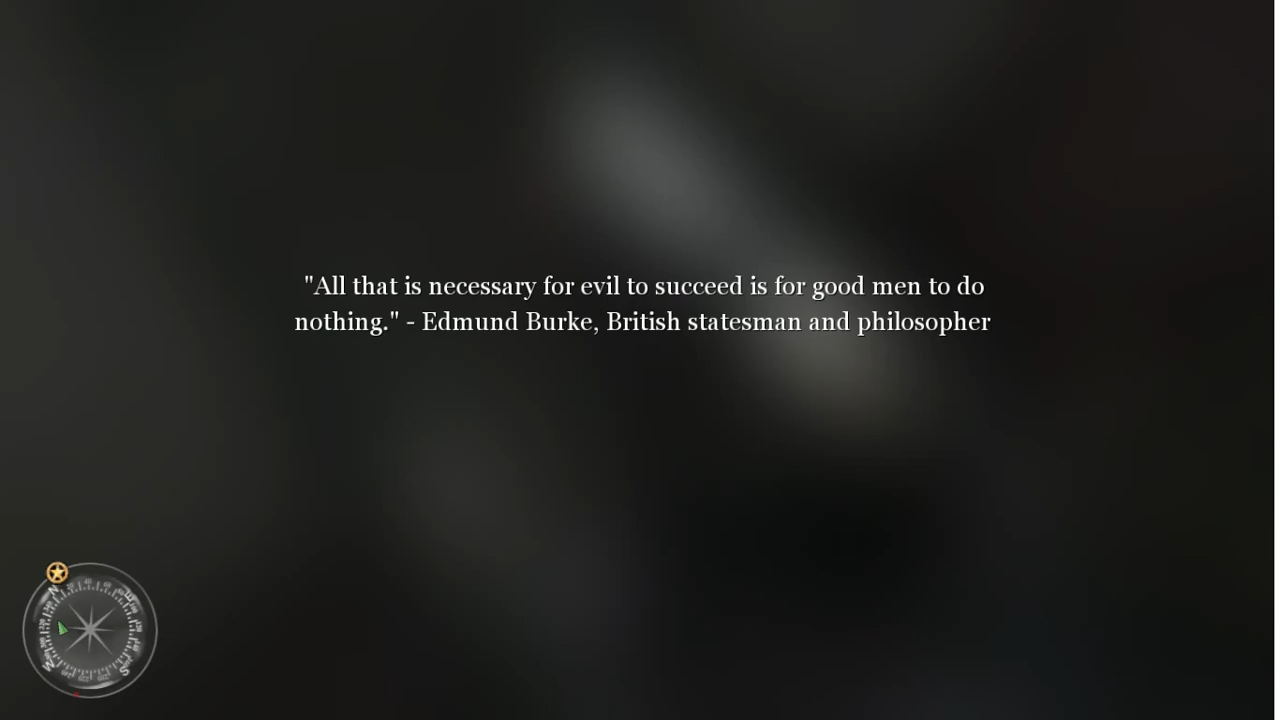 "All that is necessary for evil to succeed is for good men to do
nothing." - Edmund Burke, British statesman and philosopher
N
S